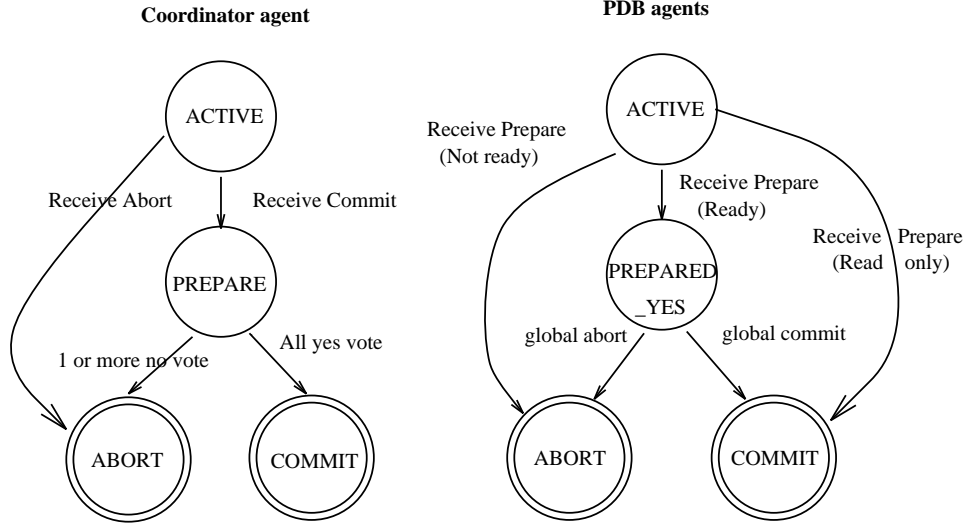 Coordinator agent
ACTIVE
Receive Abort
Receive Commit
PREPARE
1 or more no vote
All yes vote
ABORT
COMMIT
PDB agents
ACTIVE
Receive Prepare
(Not ready)
Receive Prepare
(Ready)
Receive Prepare
(Read only)
PREPARED
_YES
global abort
global commit
ABORT
COMMIT